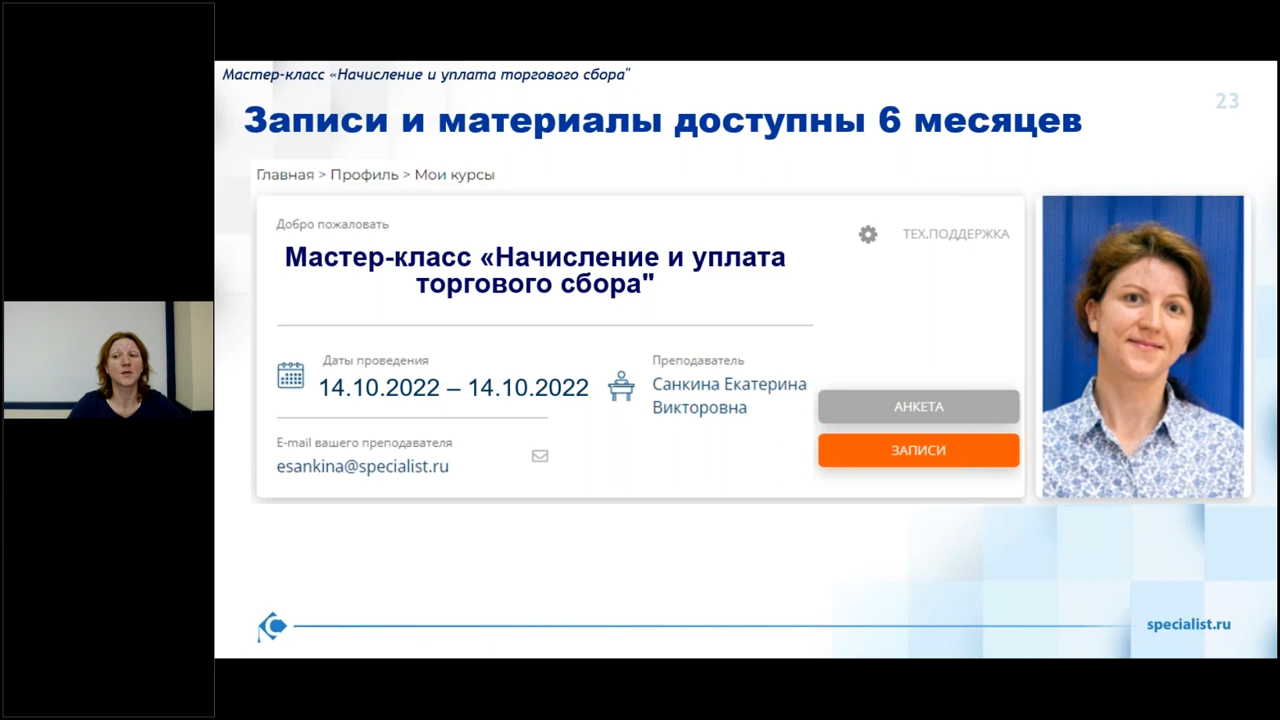 Мастер-класс «Начисление и уплата торгового сбора"
23
Записи и материалы доступны 6 месяцев
Главная > Профиль > Мои курсы
Добро пожаловать
ТЕХ.ПОДДЕРЖКА
Мастер-класс «Начисление и уплата
торгового сбора"
Даты проведения
14.10.2022 – 14.10.2022
Преподаватель
Санкина Екатерина
Викторовна
АНКЕТА
E-mail вашего преподавателя
esankina@specialist.ru
ЗАПИСИ
specialist.ru